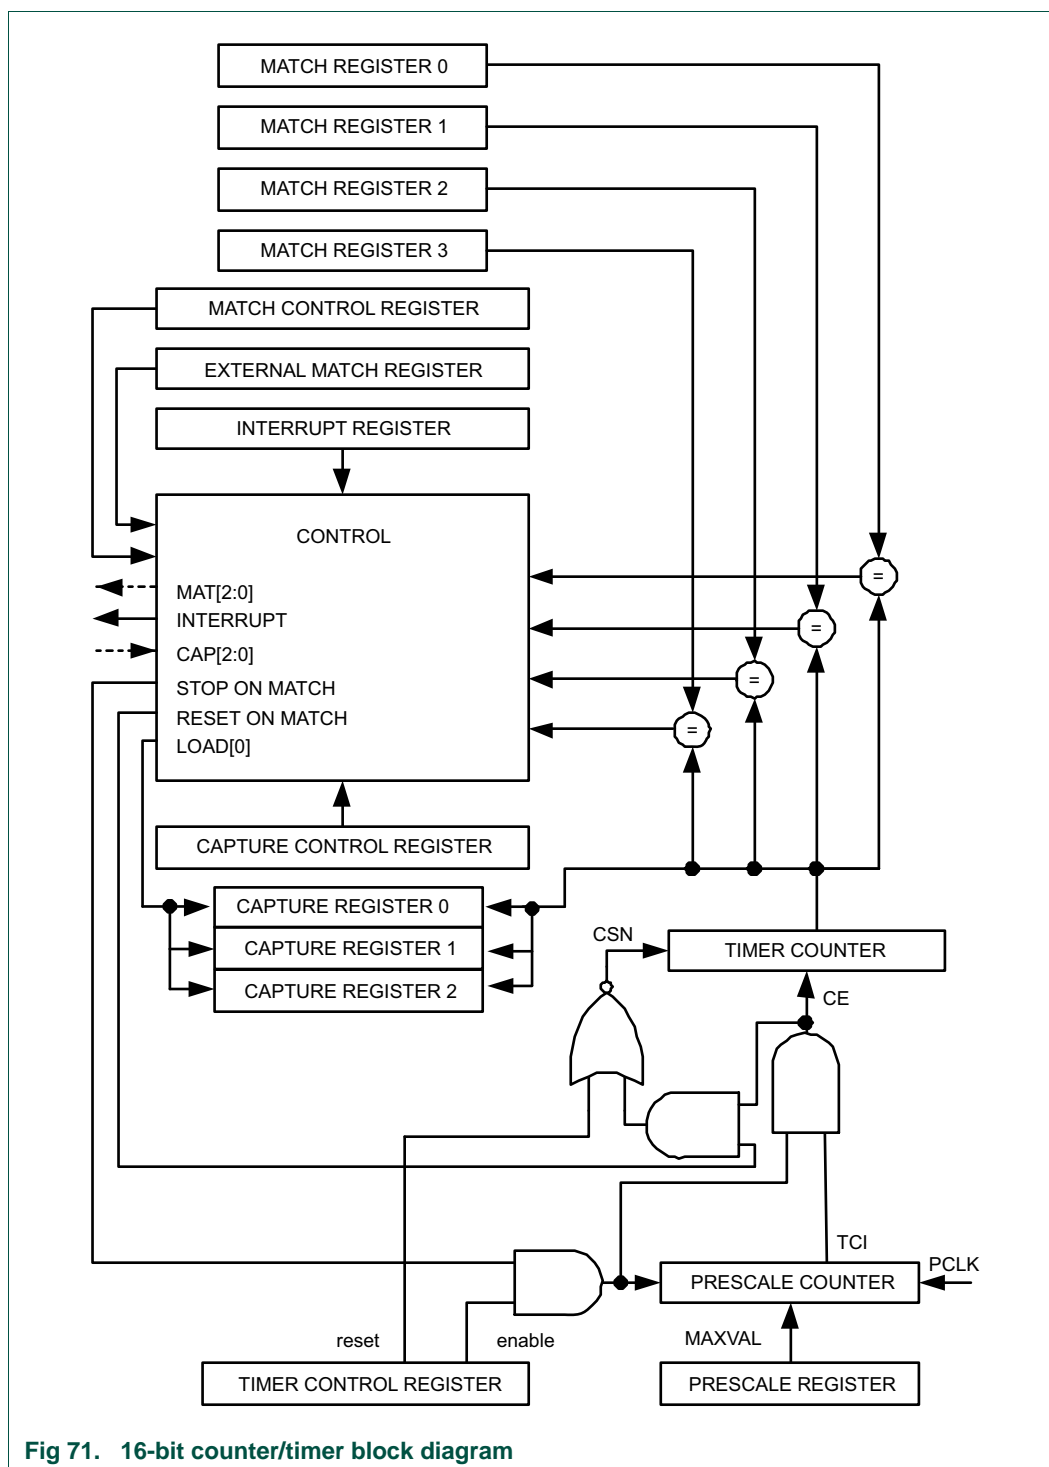 MATCH REGISTER 0
MATCH REGISTER 1
MATCH REGISTER 2
MATCH REGISTER 3
MATCH CONTROL REGISTER
EXTERNAL MATCH REGISTER
INTERRUPT REGISTER
CONTROL
MAT[2:0]
INTERRUPT
CAP[2:0]
STOP ON MATCH
RESET ON MATCH
LOAD[0]
=
=
=
=
CAPTURE CONTROL REGISTER
CAPTURE REGISTER 0
CAPTURE REGISTER 1
CAPTURE REGISTER 2
CSN
TIMER COUNTER
CE
TCI
PCLK
PRESCALE COUNTER
reset
enable
MAXVAL
TIMER CONTROL REGISTER
PRESCALE REGISTER
Fig 71. 16-bit counter/timer block diagram